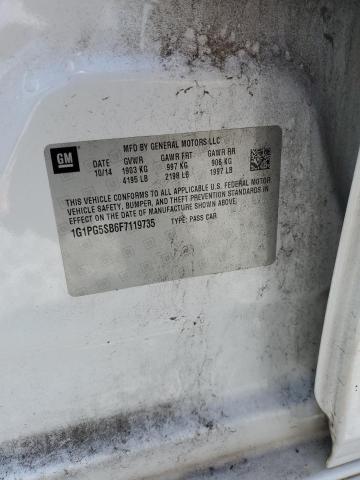 GM
MFD BY GENERAL MOTORS LLC
DATE GVWR GAWR FRT GAWR RR
10/14 1903 KG 997 KG 906 KG
4195 LB 2198 LB 1997 LB
THIS VEHICLE CONFORMS TO ALL APPLICABLE U.S. FEDERAL MOTOR
VEHICLE SAFETY, BUMPER, AND THEFT PREVENTION STANDARDS IN
EFFECT ON THE DATE OF MANUFACTURE SHOWN ABOVE.
1G1PG5SB6F7119735 TYPE: PASS CAR